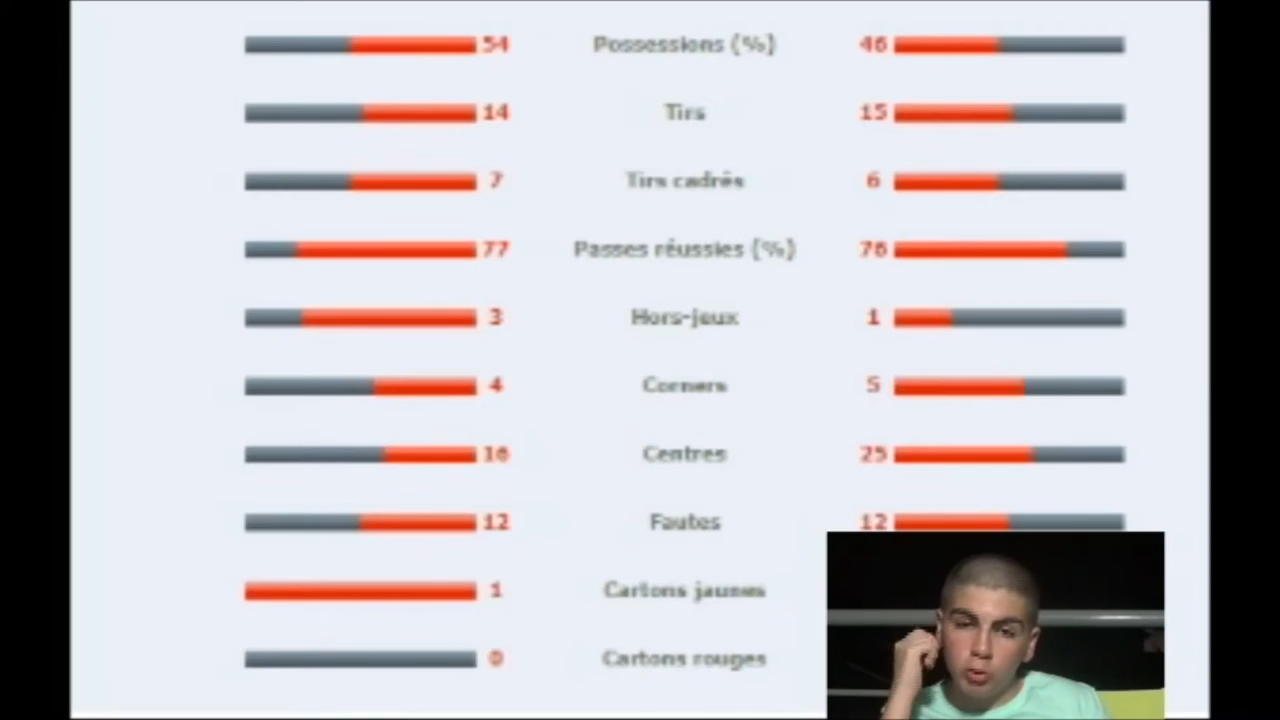 54 Possessions (%) 46
14 Tirs 15
7 Tirs cadrés 6
77 Passes réussies (%) 76
3 Hors-jeux 1
4 Corners 5
16 Centres 25
12 Fautes 12
1 Cartons jaunes
0 Cartons rouges